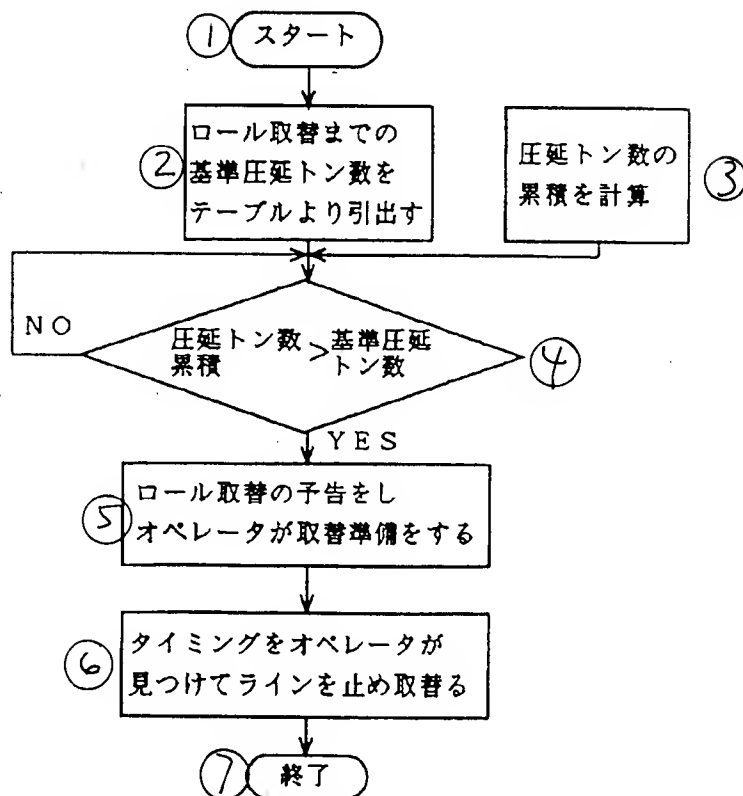 ① スタート
② ロール取替までの
基準圧延トン数を
テーブルより引出す
圧延トン数の
累積を計算 ③
NO
圧延トン数
累積
>
基準圧延
トン数
④
YES
⑤ ロール取替の予告をし
オペレータが取替準備をする
⑥ タイミングをオペレータが
見つけてラインを止め取替る
⑦ 終了